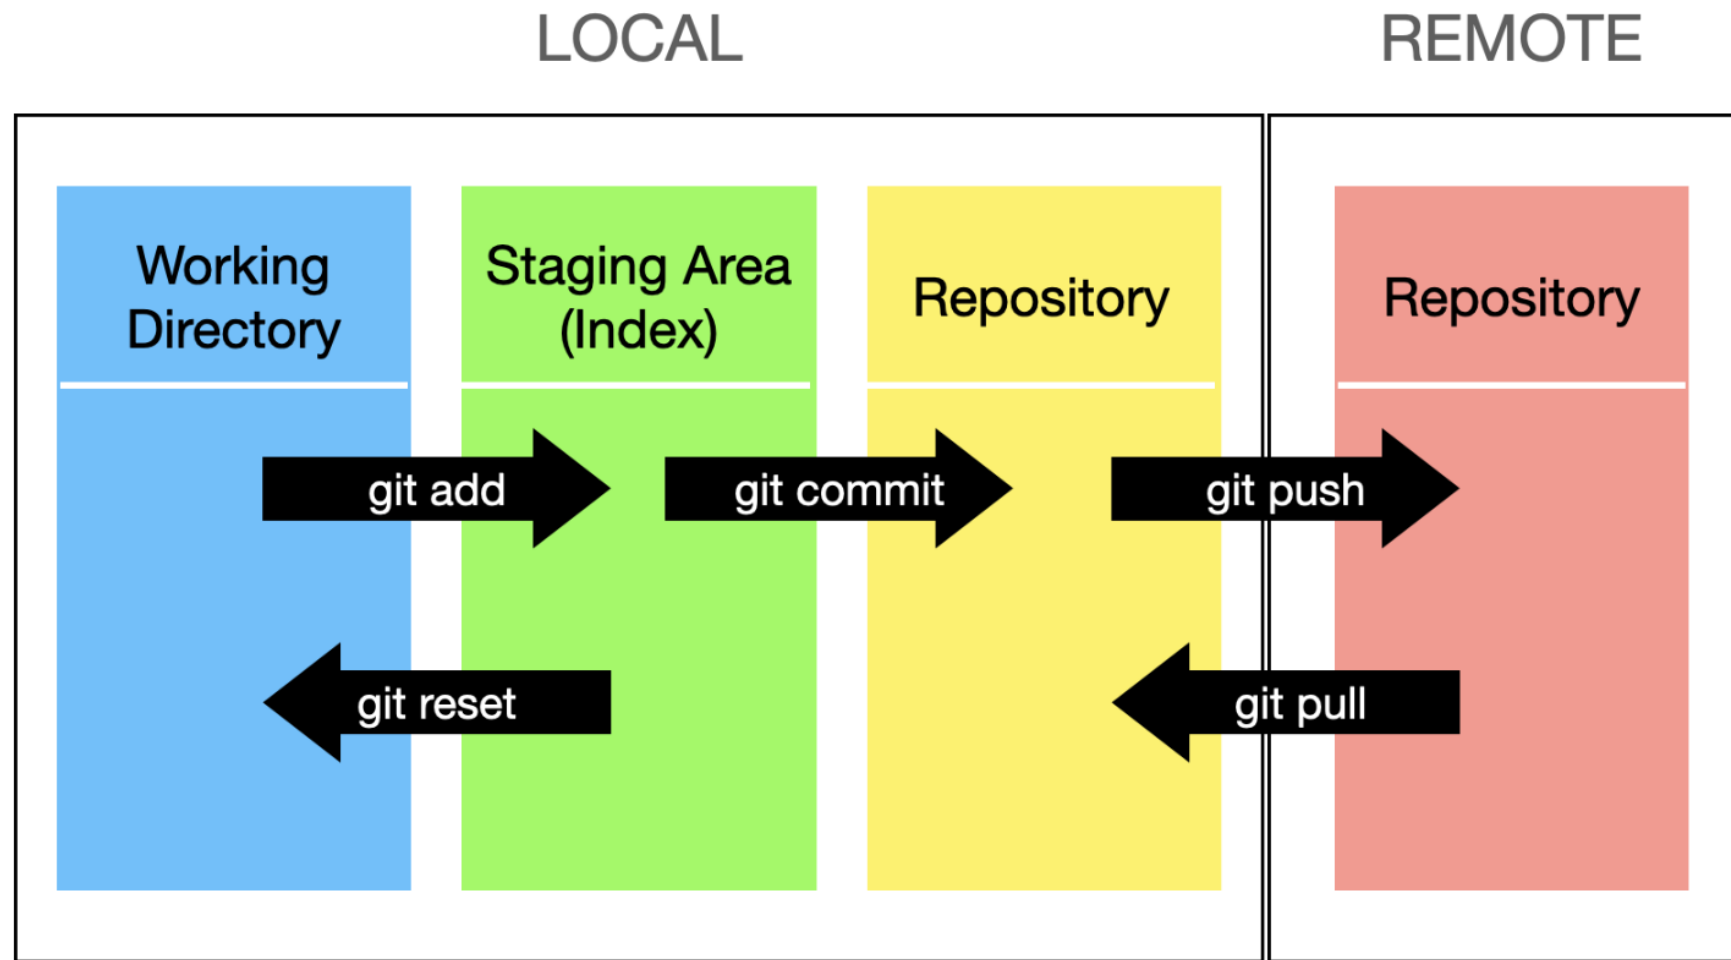 LOCAL
REMOTE
Working
Directory
Staging Area
(Index)
Repository
Repository
git add
git commit
git push
git reset
git pull